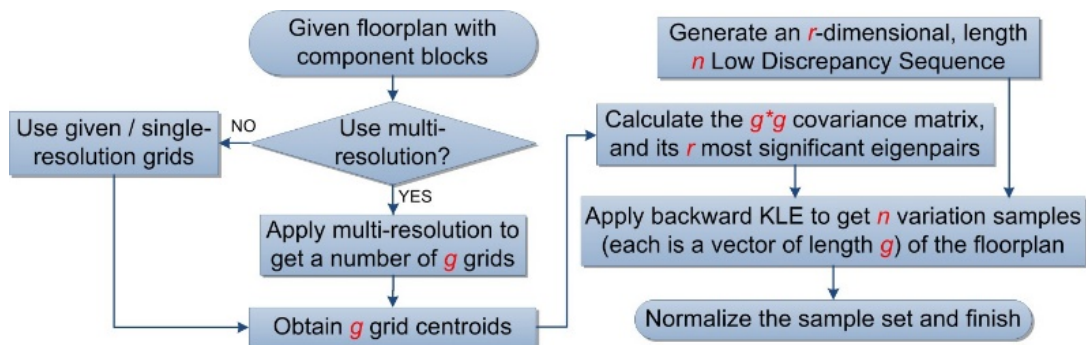 Given floorplan with
component blocks
Use multi-
resolution?
NO
Use given / single-
resolution grids
YES
Apply multi-resolution to
get a number of g grids
Obtain g grid centroids
Generate an r-dimensional, length
n Low Discrepancy Sequence
Calculate the g*g covariance matrix,
and its r most significant eigenpairs
Apply backward KLE to get n variation samples
(each is a vector of length g) of the floorplan
Normalize the sample set and finish